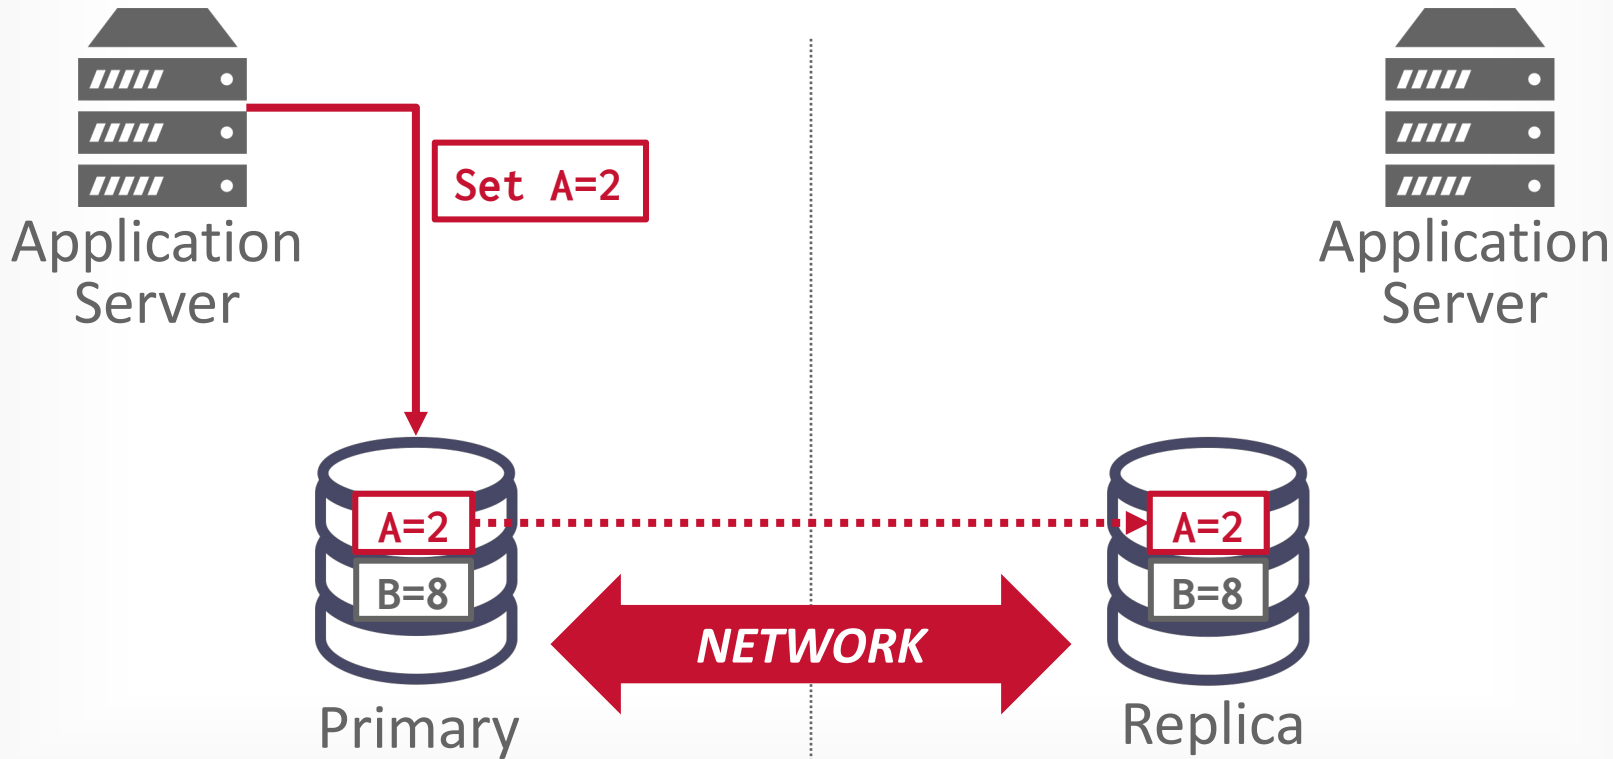 Set A=2
Application
Server
Application
Server
A=2
B=8
A=2
B=8
NETWORK
Primary
Replica